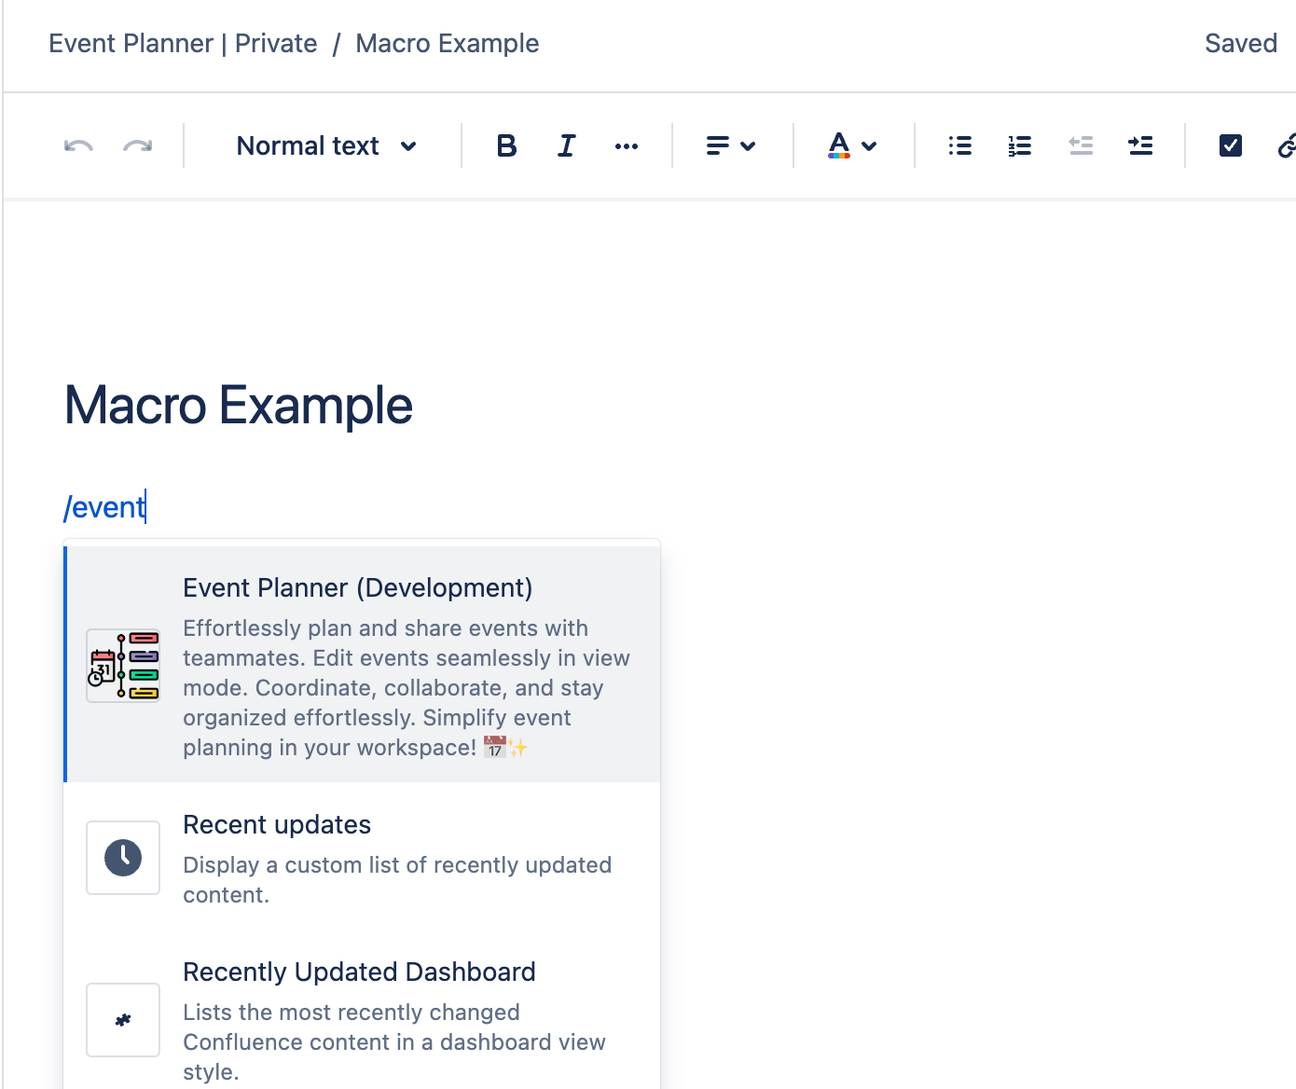 Event Planner | Private / Macro Example Saved
Normal text B I ... A
Macro Example
/event
Event Planner (Development)
Effortlessly plan and share events with
teammates. Edit events seamlessly in view
mode. Coordinate, collaborate, and stay
organized effortlessly. Simplify event
planning in your workspace! 📅✨
31
Recent updates
Display a custom list of recently updated
content.
Recently Updated Dashboard
Lists the most recently changed
Confluence content in a dashboard view
style.